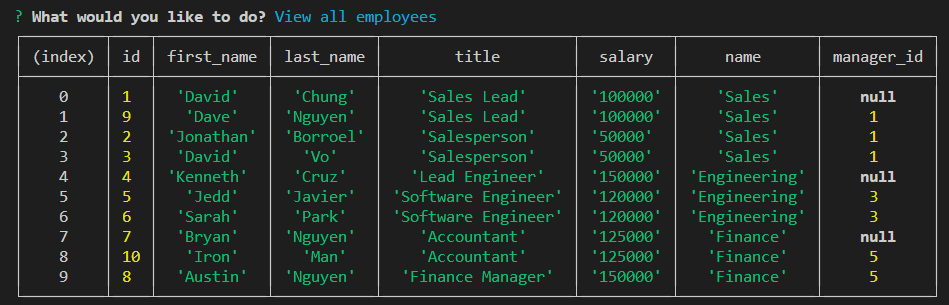 ? What would you like to do? View all employees
(index) id first_name last_name title salary name manager_id
0 1 'David' 'Chung' 'Sales Lead' '100000' 'Sales' null
1 9 'Dave' 'Nguyen' 'Sales Lead' '100000' 'Sales' 1
2 2 'Jonathan' 'Borroel' 'Salesperson' '50000' 'Sales' 1
3 3 'David' 'Vo' 'Salesperson' '50000' 'Sales' 1
4 4 'Kenneth' 'Cruz' 'Lead Engineer' '150000' 'Engineering' null
5 5 'Jedd' 'Javier' 'Software Engineer' '120000' 'Engineering' 3
6 6 'Sarah' 'Park' 'Software Engineer' '120000' 'Engineering' 3
7 7 'Bryan' 'Nguyen' 'Accountant' '125000' 'Finance' null
8 10 'Iron' 'Man' 'Accountant' '125000' 'Finance' 5
9 8 'Austin' 'Nguyen' 'Finance Manager' '150000' 'Finance' 5